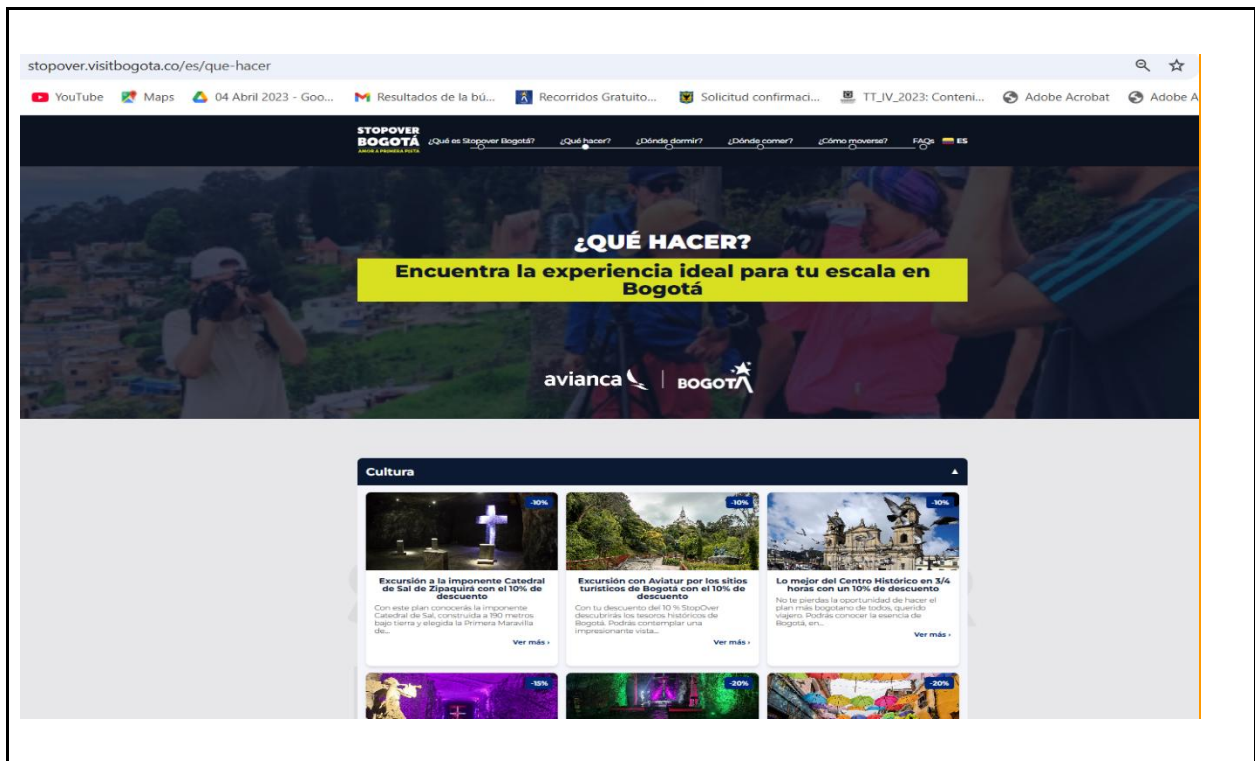 stopover.visitbogota.co/es/que-hacer
YouTube Maps 04 Abril 2023 - Goo... Resultados de la bú... Recorridos Gratuito... Solicitud confirmaci... TT_IV_2023: Conteni... Adobe Acrobat Adobe A
STOPOVER
BOGOTÁ
AMOR A PRIMERA PISTA
¿Qué es Stopover Bogotá? ¿Qué hacer? ¿Dónde dormir? ¿Dónde comer? ¿Cómo moverse? FAQs ES
¿QUÉ HACER?
Encuentra la experiencia ideal para tu escala en
Bogotá
avianca BOGOTÁ
Cultura
-10%
Excursión a la imponente Catedral
de Sal de Zipaquirá con el 10% de
descuento
Con este plan conocerás la imponente
Catedral de Sal, construida a 190 metros
bajo tierra y elegida la Primera Maravilla
de...
Ver más ›
-10%
Excursión con Aviatur por los sitios
turísticos de Bogotá con el 10% de
descuento
Con tu descuento del 10 % StopOver
descubrirás los tesoros históricos de
Bogotá. Podrás contemplar una
impresionante vista...
Ver más ›
-10%
Lo mejor del Centro Histórico en 3/4
horas con un 10% de descuento
No te pierdas la oportunidad de hacer el
plan más bogotano de todos, querido
viajero. Podrás conocer la esencia de
Bogotá, en...
Ver más ›
-15%
-20%
-20%